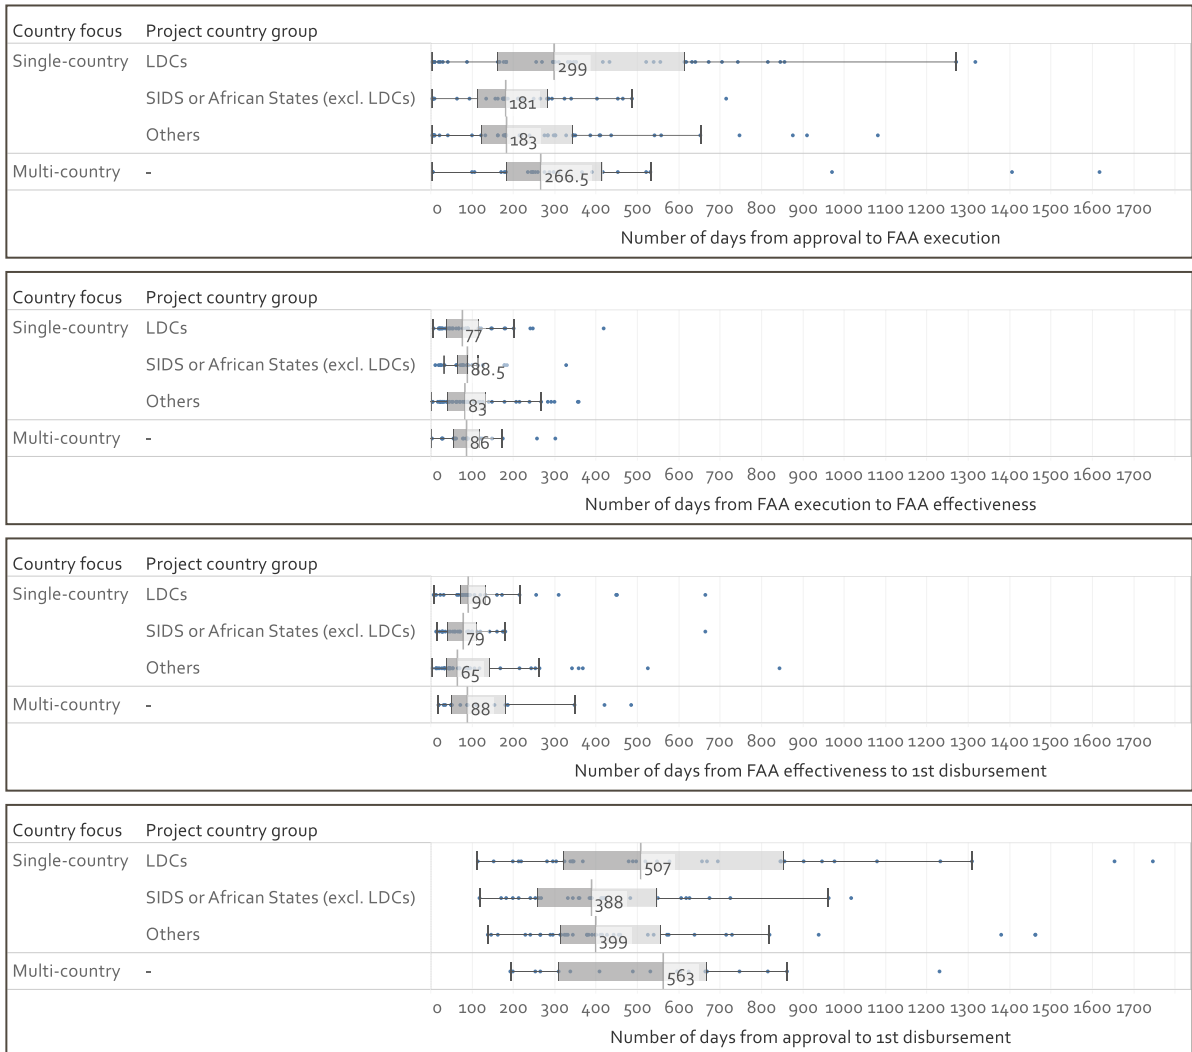 Country focus Project country group
Single-country LDCs 299
SIDS or African States (excl. LDCs) 181
Others 183
Multi-country - 266.5
0 100 200 300 400 500 600 700 800 900 1000 1100 1200 1300 1400 1500 1600 1700
Number of days from approval to FAA execution
Country focus Project country group
Single-country LDCs 77
SIDS or African States (excl. LDCs) 88.5
Others 83
Multi-country - 86
0 100 200 300 400 500 600 700 800 900 1000 1100 1200 1300 1400 1500 1600 1700
Number of days from FAA execution to FAA effectiveness
Country focus Project country group
Single-country LDCs 90
SIDS or African States (excl. LDCs) 79
Others 65
Multi-country - 88
0 100 200 300 400 500 600 700 800 900 1000 1100 1200 1300 1400 1500 1600 1700
Number of days from FAA effectiveness to 1st disbursement
Country focus Project country group
Single-country LDCs 507
SIDS or African States (excl. LDCs) 388
Others 399
Multi-country - 563
0 100 200 300 400 500 600 700 800 900 1000 1100 1200 1300 1400 1500 1600 1700
Number of days from approval to 1st disbursement